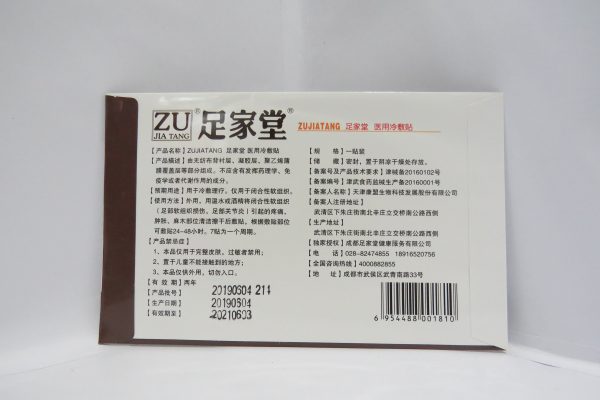 ZU
JIA TANG
®足家堂®
ZUJIATANG 足家堂 医用冷敷贴
【产品名称】ZUJIATANG 足家堂 医用冷敷贴
【产品描述】由无纺布背衬层、凝胶层、聚乙烯薄
膜覆盖层等部分组成。不应含有发挥药理学、免
疫学或者代谢作用的成分。
【预期用途】用于冷敷理疗。仅用于闭合性软组织。
【使用方法】外用。用温水或酒精将闭合性软组织
（足部软组织损伤，足部关节炎）引起的疼痛、
肿胀、麻木部位清洁擦干后敷贴。根据敷贴部位
可敷贴24-48小时。7贴为一个周期。
【产品禁忌症】
1、本品仅用于完整皮肤。过敏者禁用；
2、置于儿童不能接触到的地方；
3、本品仅供外用，切勿入口。
【有 效 期】两年
【产品批号】 20190604 211
【生产日期】 20190604
【有效期至】 20210603
【规 格】一贴装
【储 藏】密封，置于阴凉干燥处存放。
【备案号及产品技术要求】津械备20160102号
【备案人备案号】津武食药监械生产备20160001号
【备案人名称】天津康盟生物科技发展股份有限公司
【备案人注册地址】
武清区下朱庄街南北辛庄立交桥南公路西侧
【生产地址】
武清区下朱庄街南北辛庄立交桥南公路西侧
【独家授权】成都足家堂健康服务有限公司
【电 话】028-82474855 18916520756
【全国咨询热线】4000882855
【地 址】成都市武侯区武青南路33号
6 954488 001810